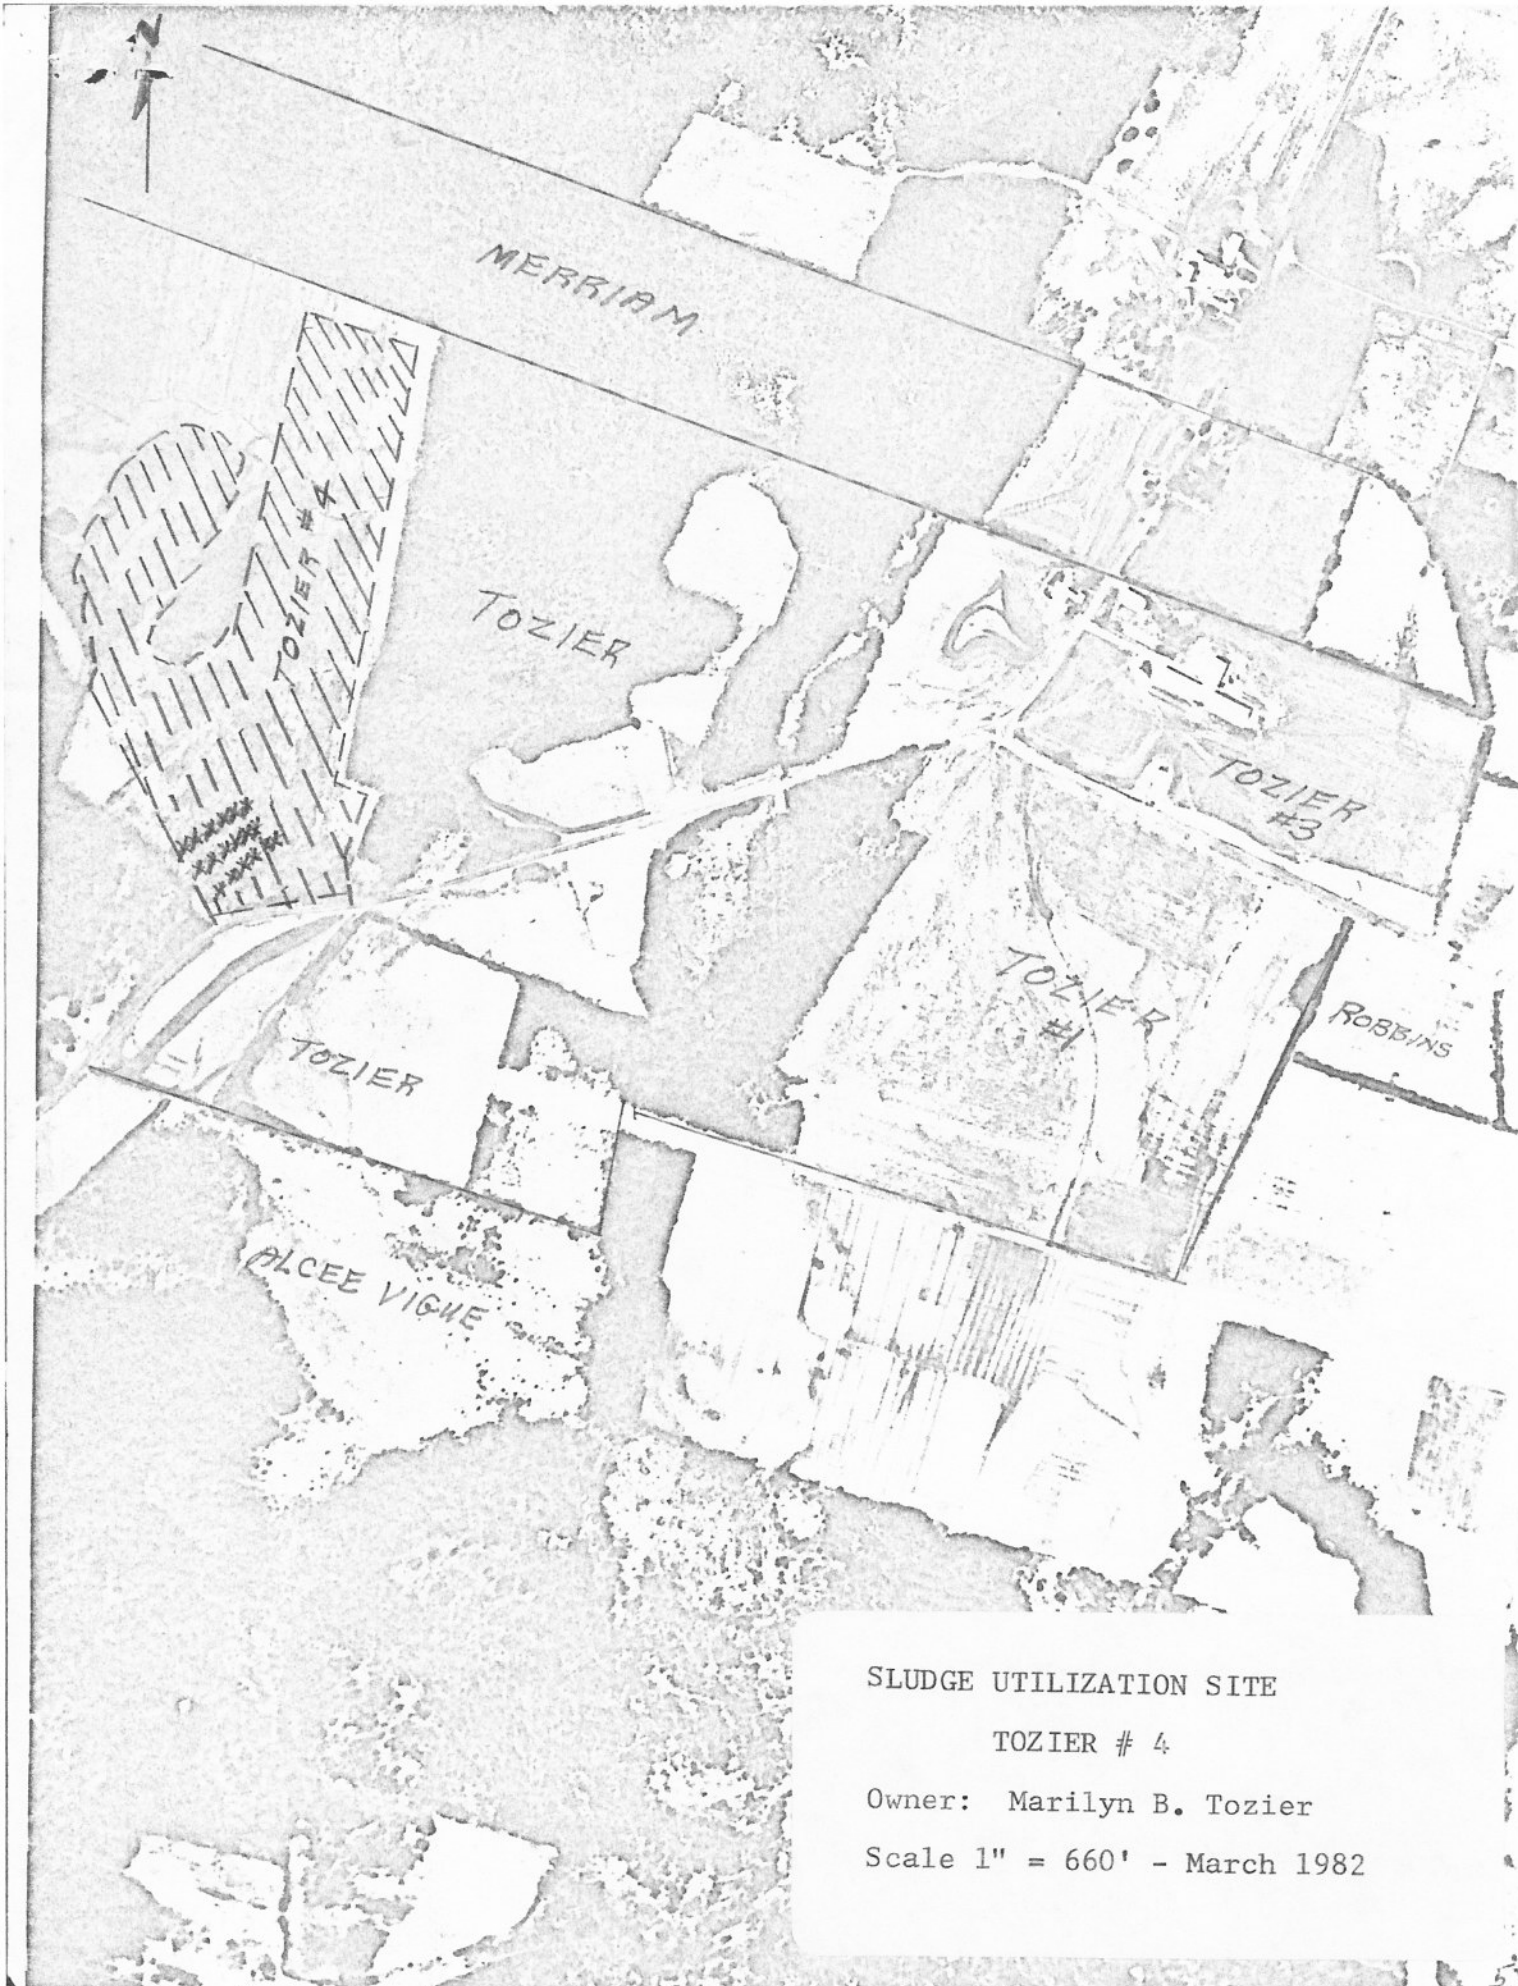 N
MERRIAM
TOZIER # 4
TOZIER
TOZIER
#3
TOZIER
#1
ROBBINS
TOZIER
ALCEE VIGUE
SLUDGE UTILIZATION SITE
TOZIER # 4
Owner: Marilyn B. Tozier
Scale 1" = 660' - March 1982
5